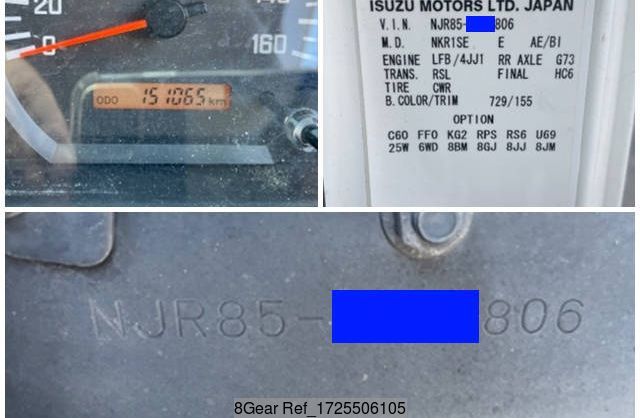 20
0
140
160
ODO 151065 km
ISUZU MOTORS LTD. JAPAN
V.I.N. NJR85- 806
M.D. NKR1SE E AE/BI
ENGINE LFB/4JJ1 RR AXLE G73
TRANS. RSL FINAL HC6
TIRE CWR
B.COLOR/TRIM 729/155
OPTION
C60 FF0 KG2 RPS RS6 U69
25W 6WD 8BM 8GJ 8JJ 8JM
NJR85- 806
8Gear Ref_1725506105